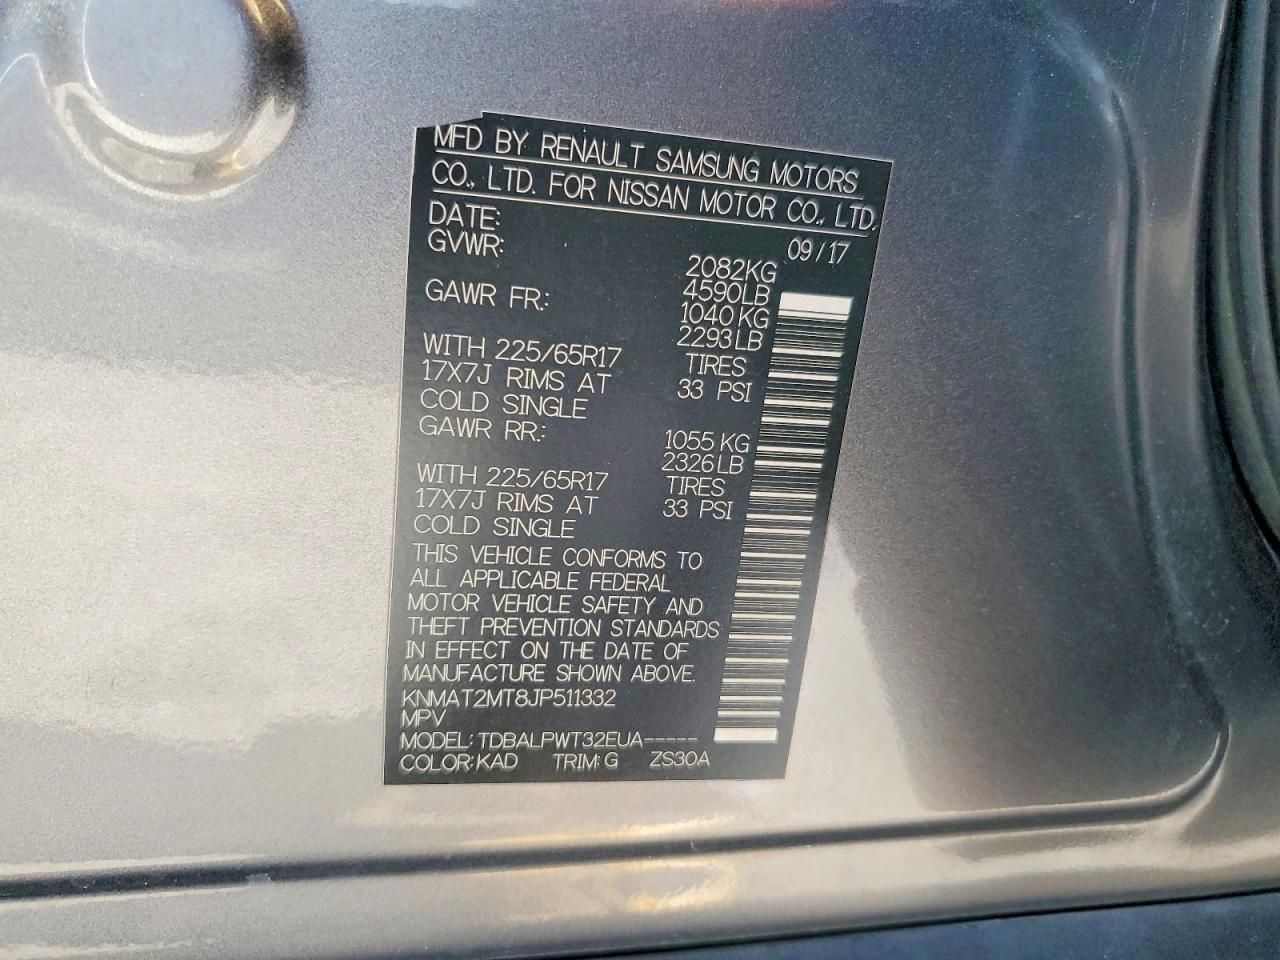 MFD BY RENAULT SAMSUNG MOTORS
CO., LTD. FOR NISSAN MOTOR CO., LTD.
DATE: 09/17
GVWR: 2082KG
4590LB
GAWR FR: 1040KG
2293LB
WITH 225/65R17 TIRES
17X7J RIMS AT 33 PSI
COLD SINGLE
GAWR RR: 1055KG
2326LB
WITH 225/65R17 TIRES
17X7J RIMS AT 33 PSI
COLD SINGLE
THIS VEHICLE CONFORMS TO
ALL APPLICABLE FEDERAL
MOTOR VEHICLE SAFETY AND
THEFT PREVENTION STANDARDS
IN EFFECT ON THE DATE OF
MANUFACTURE SHOWN ABOVE.
KNMAT2MT8JP511332
MPV
MODEL: TDBALPWT32EUA-----
COLOR: KAD TRIM: G ZS30A